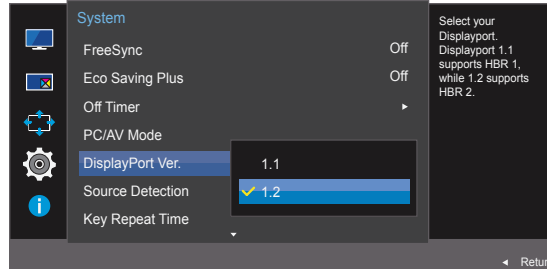 System
FreeSync Off
Eco Saving Plus Off
Off Timer
PC/AV Mode
DisplayPort Ver.
1.1
1.2
Source Detection
Key Repeat Time
Select your
Displayport.
Displayport 1.1
supports HBR 1,
while 1.2 supports
HBR 2.